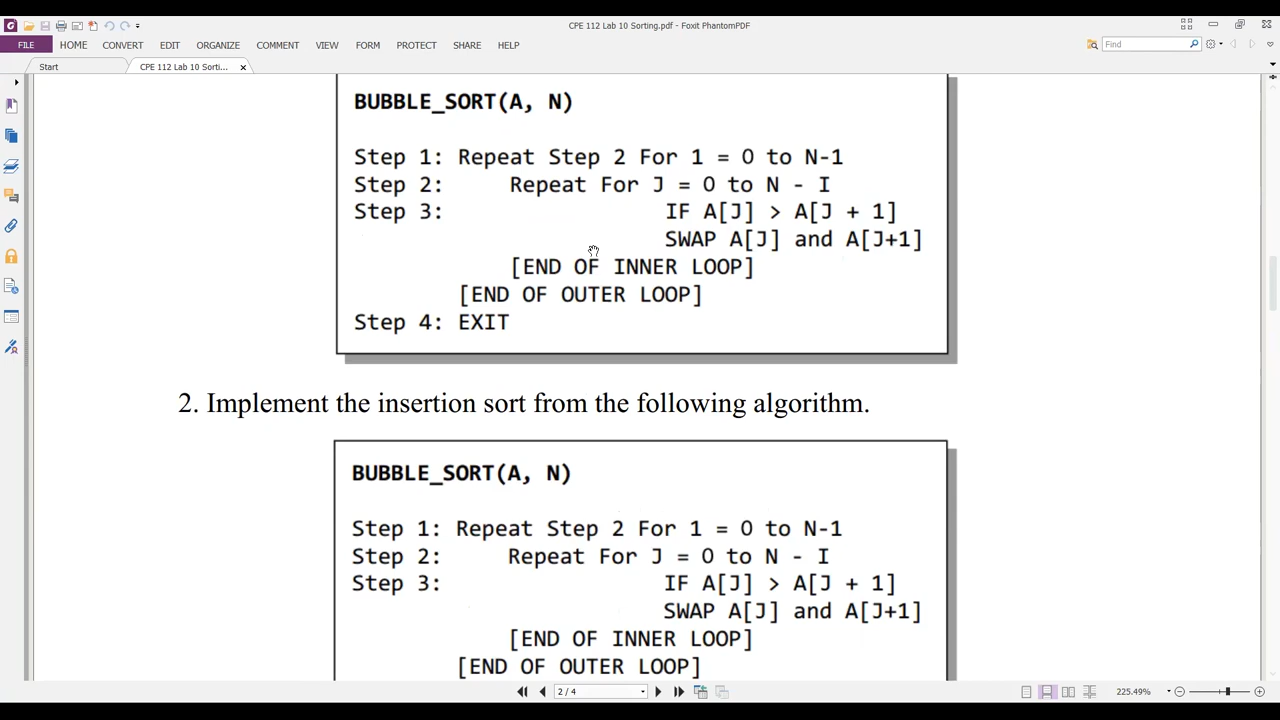 CPE 112 Lab 10 Sorting.pdf - Foxit PhantomPDF
FILE HOME CONVERT EDIT ORGANIZE COMMENT VIEW FORM PROTECT SHARE HELP
Find
Start CPE 112 Lab 10 Sorti...
BUBBLE_SORT(A, N)
Step 1: Repeat Step 2 For 1 = 0 to N-1
Step 2: Repeat For J = 0 to N - I
Step 3: IF A[J] > A[J + 1]
SWAP A[J] and A[J+1]
[END OF INNER LOOP]
[END OF OUTER LOOP]
Step 4: EXIT
2. Implement the insertion sort from the following algorithm.
BUBBLE_SORT(A, N)
Step 1: Repeat Step 2 For 1 = 0 to N-1
Step 2: Repeat For J = 0 to N - I
Step 3: IF A[J] > A[J + 1]
SWAP A[J] and A[J+1]
[END OF INNER LOOP]
[END OF OUTER LOOP]
2 / 4
225.49%